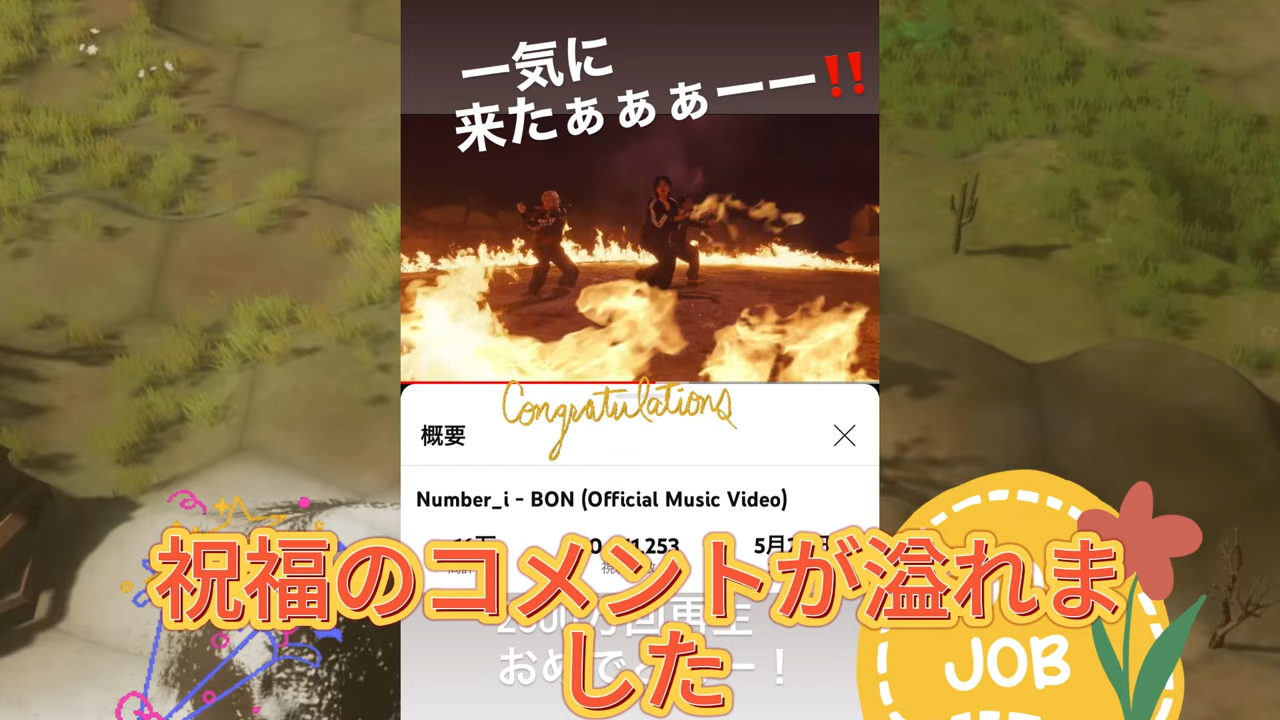 一気に
来たぁぁぁーー‼
Congratulations
概要
Number_i - BON (Official Music Video)
祝福のコメントが溢れま
した
JOB